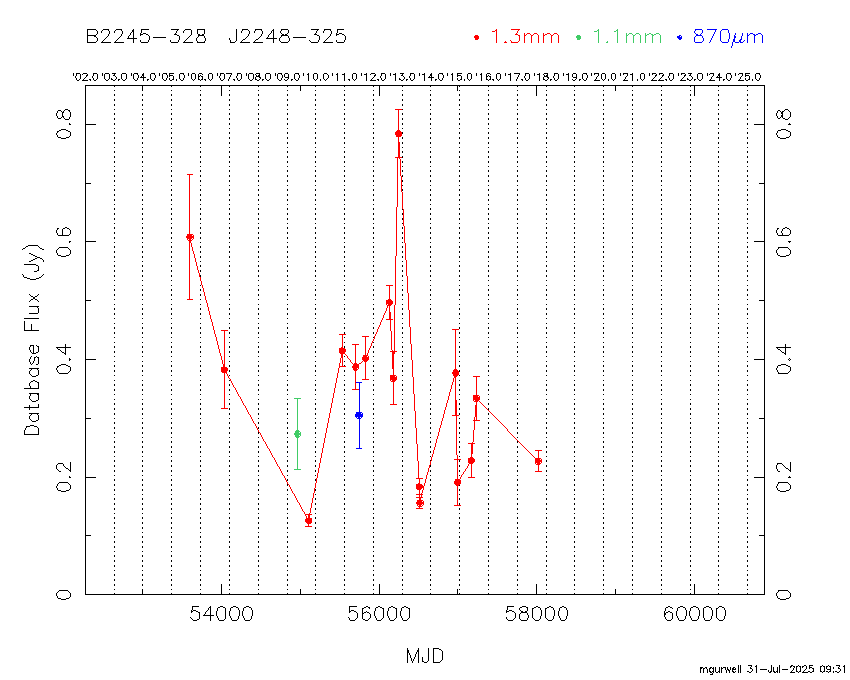 B2245-328 J2248-325 1.3mm 1.1mm 870μm
'02.0 '03.0 '04.0 '05.0 '06.0 '07.0 '08.0 '09.0 '10.0 '11.0 '12.0 '13.0 '14.0 '15.0 '16.0 '17.0 '18.0 '19.0 '20.0 '21.0 '22.0 '23.0 '24.0 '25.0
0.8 0.8
0.6 0.6
Database Flux (Jy)
0.4 0.4
0.2 0.2
0 0
54000 56000 58000 60000
MJD
mgurwell 31-Jul-2025 09:31